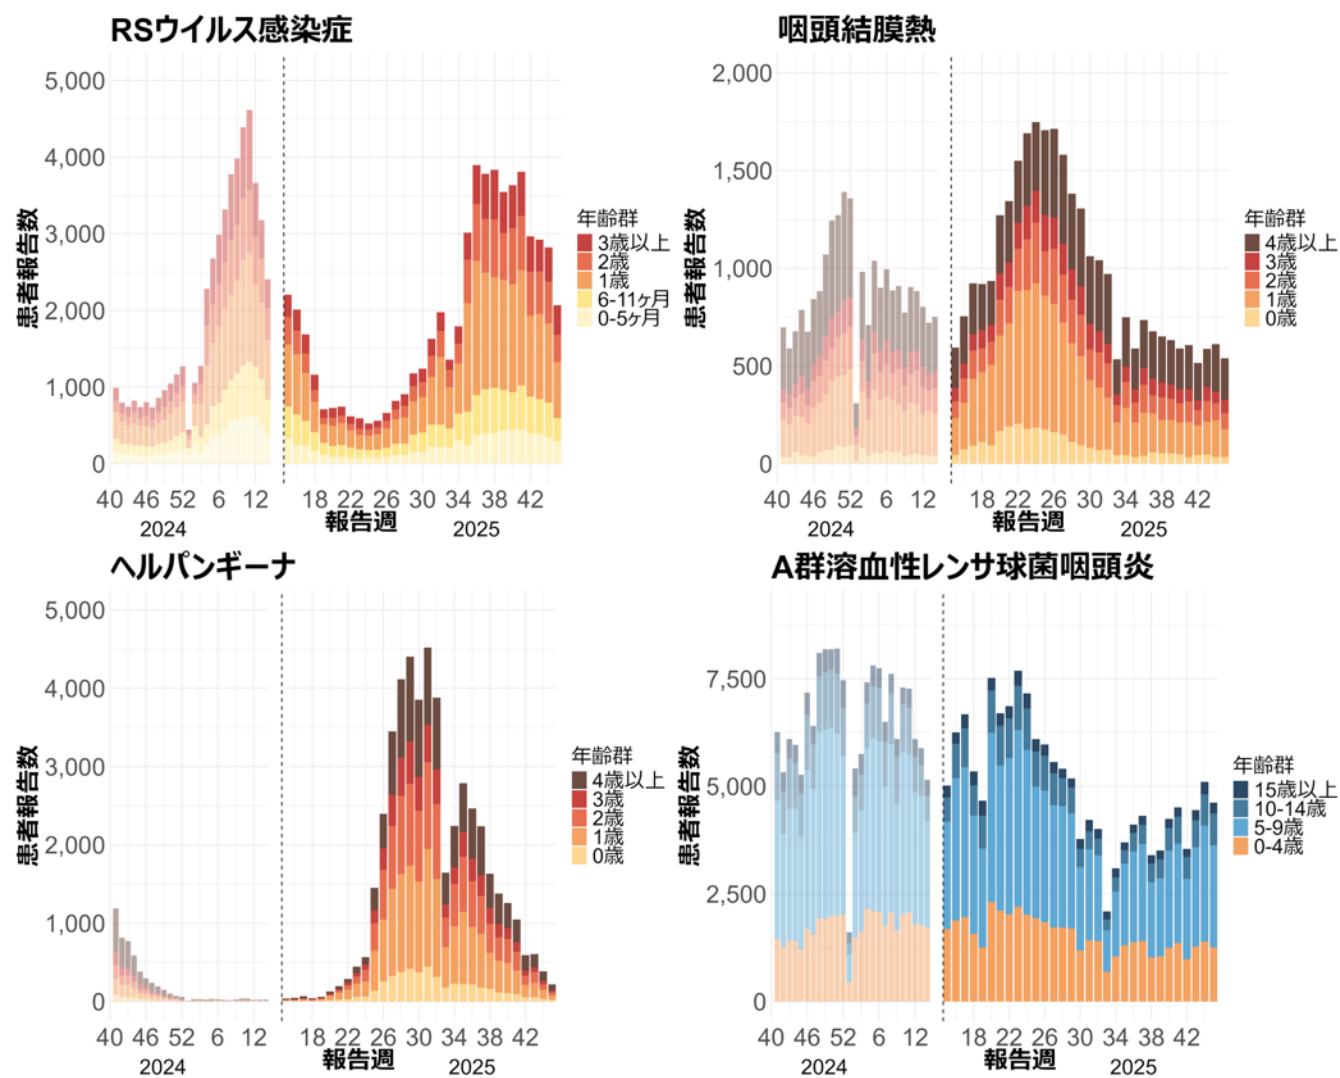 RSウイルス感染症
5,000
4,000
3,000
2,000
1,000
0
患者報告数
40 46 52 6 12 18 22 26 30 34 38 42
2024 報告週 2025
年齢群
3歳以上
2歳
1歳
6-11ヶ月
0-5ヶ月
咽頭結膜熱
2,000
1,500
1,000
500
0
患者報告数
40 46 52 6 12 18 22 26 30 34 38 42
2024 報告週 2025
年齢群
4歳以上
3歳
2歳
1歳
0歳
ヘルパンギーナ
5,000
4,000
3,000
2,000
1,000
0
患者報告数
40 46 52 6 12 18 22 26 30 34 38 42
2024 報告週 2025
年齢群
4歳以上
3歳
2歳
1歳
0歳
A群溶血性レンサ球菌咽頭炎
7,500
5,000
2,500
0
患者報告数
40 46 52 6 12 18 22 26 30 34 38 42
2024 報告週 2025
年齢群
15歳以上
10-14歳
5-9歳
0-4歳